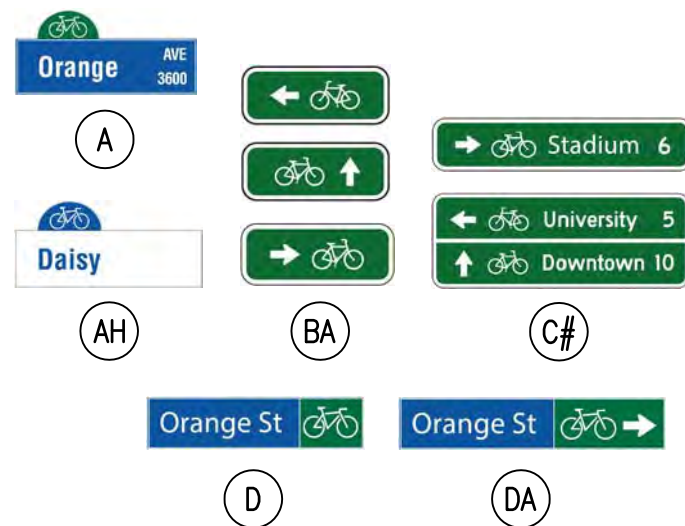 Orange AVE
3600
A
Daisy
AH
BA
Stadium 6
University 5
Downtown 10
C#
Orange St
D
Orange St
DA